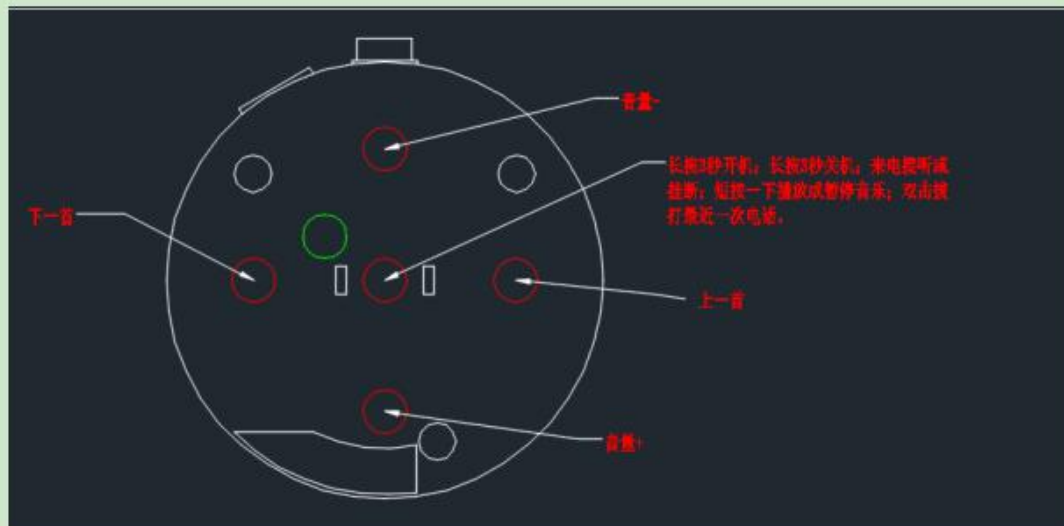 音量-
长按3秒开机；长按3秒关机；来电接听或
挂断；短按一下播放或暂停音乐；双击拨
打最近一次电话。
下一首
上一首
音量+